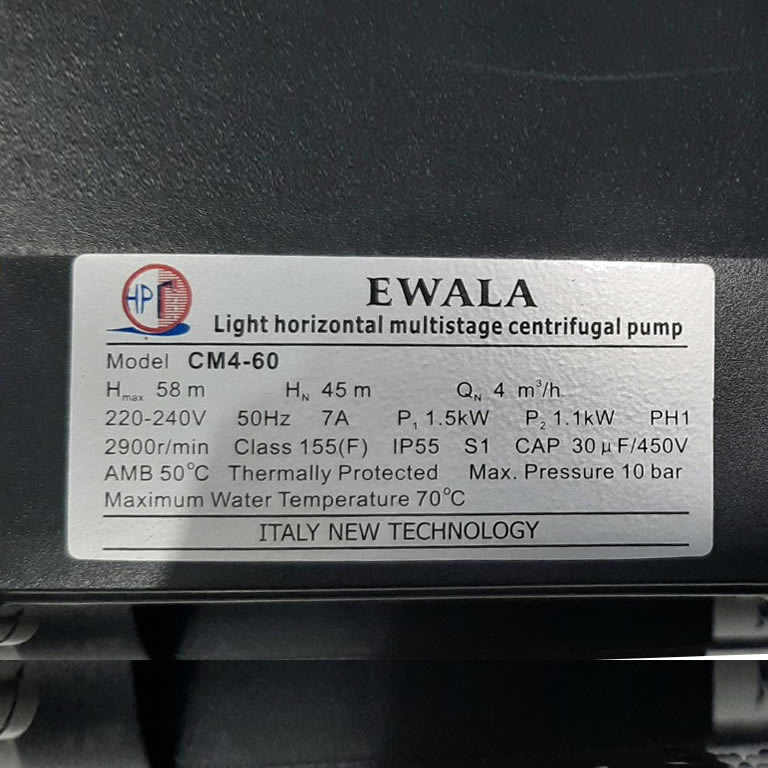 HP
EWALA
Light horizontal multistage centrifugal pump
Model CM4-60
Hmax 58 m HN 45 m QN 4 m³/h
220-240V 50Hz 7A P1 1.5kW P2 1.1kW PH1
2900r/min Class 155(F) IP55 S1 CAP 30μF/450V
AMB 50°C Thermally Protected Max. Pressure 10 bar
Maximum Water Temperature 70°C
ITALY NEW TECHNOLOGY